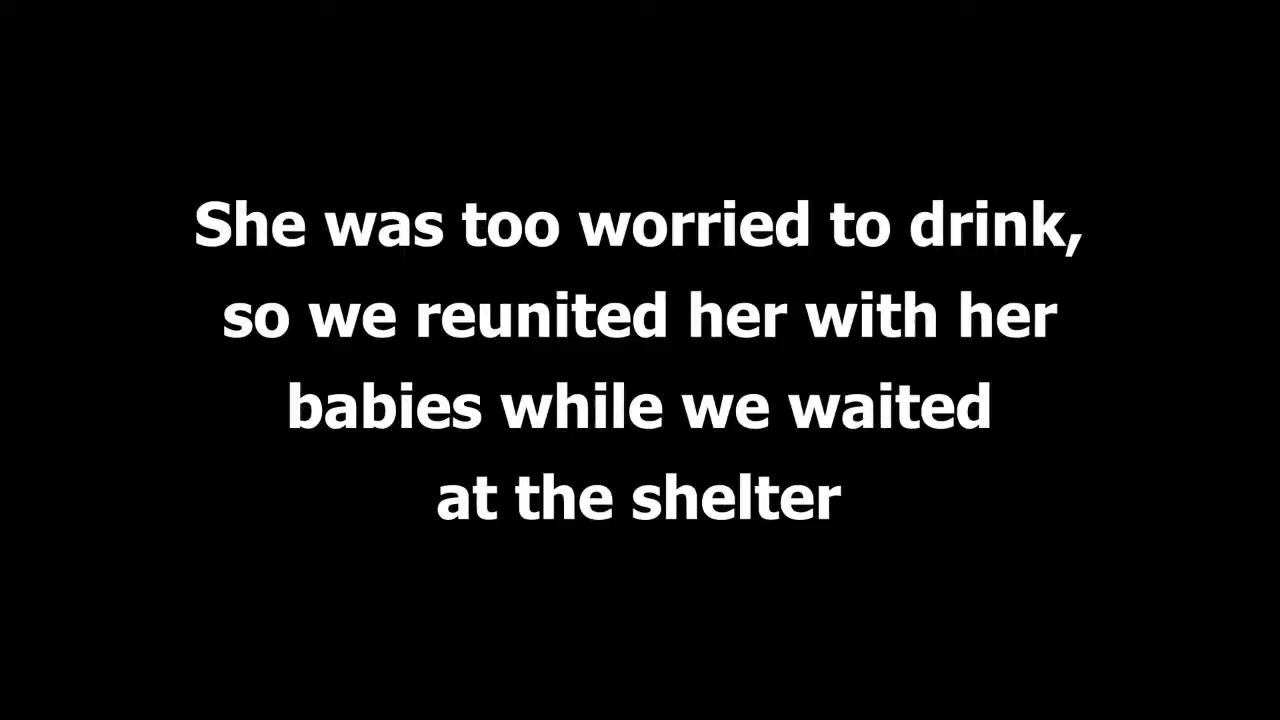 She was too worried to drink,
so we reunited her with her
babies while we waited
at the shelter